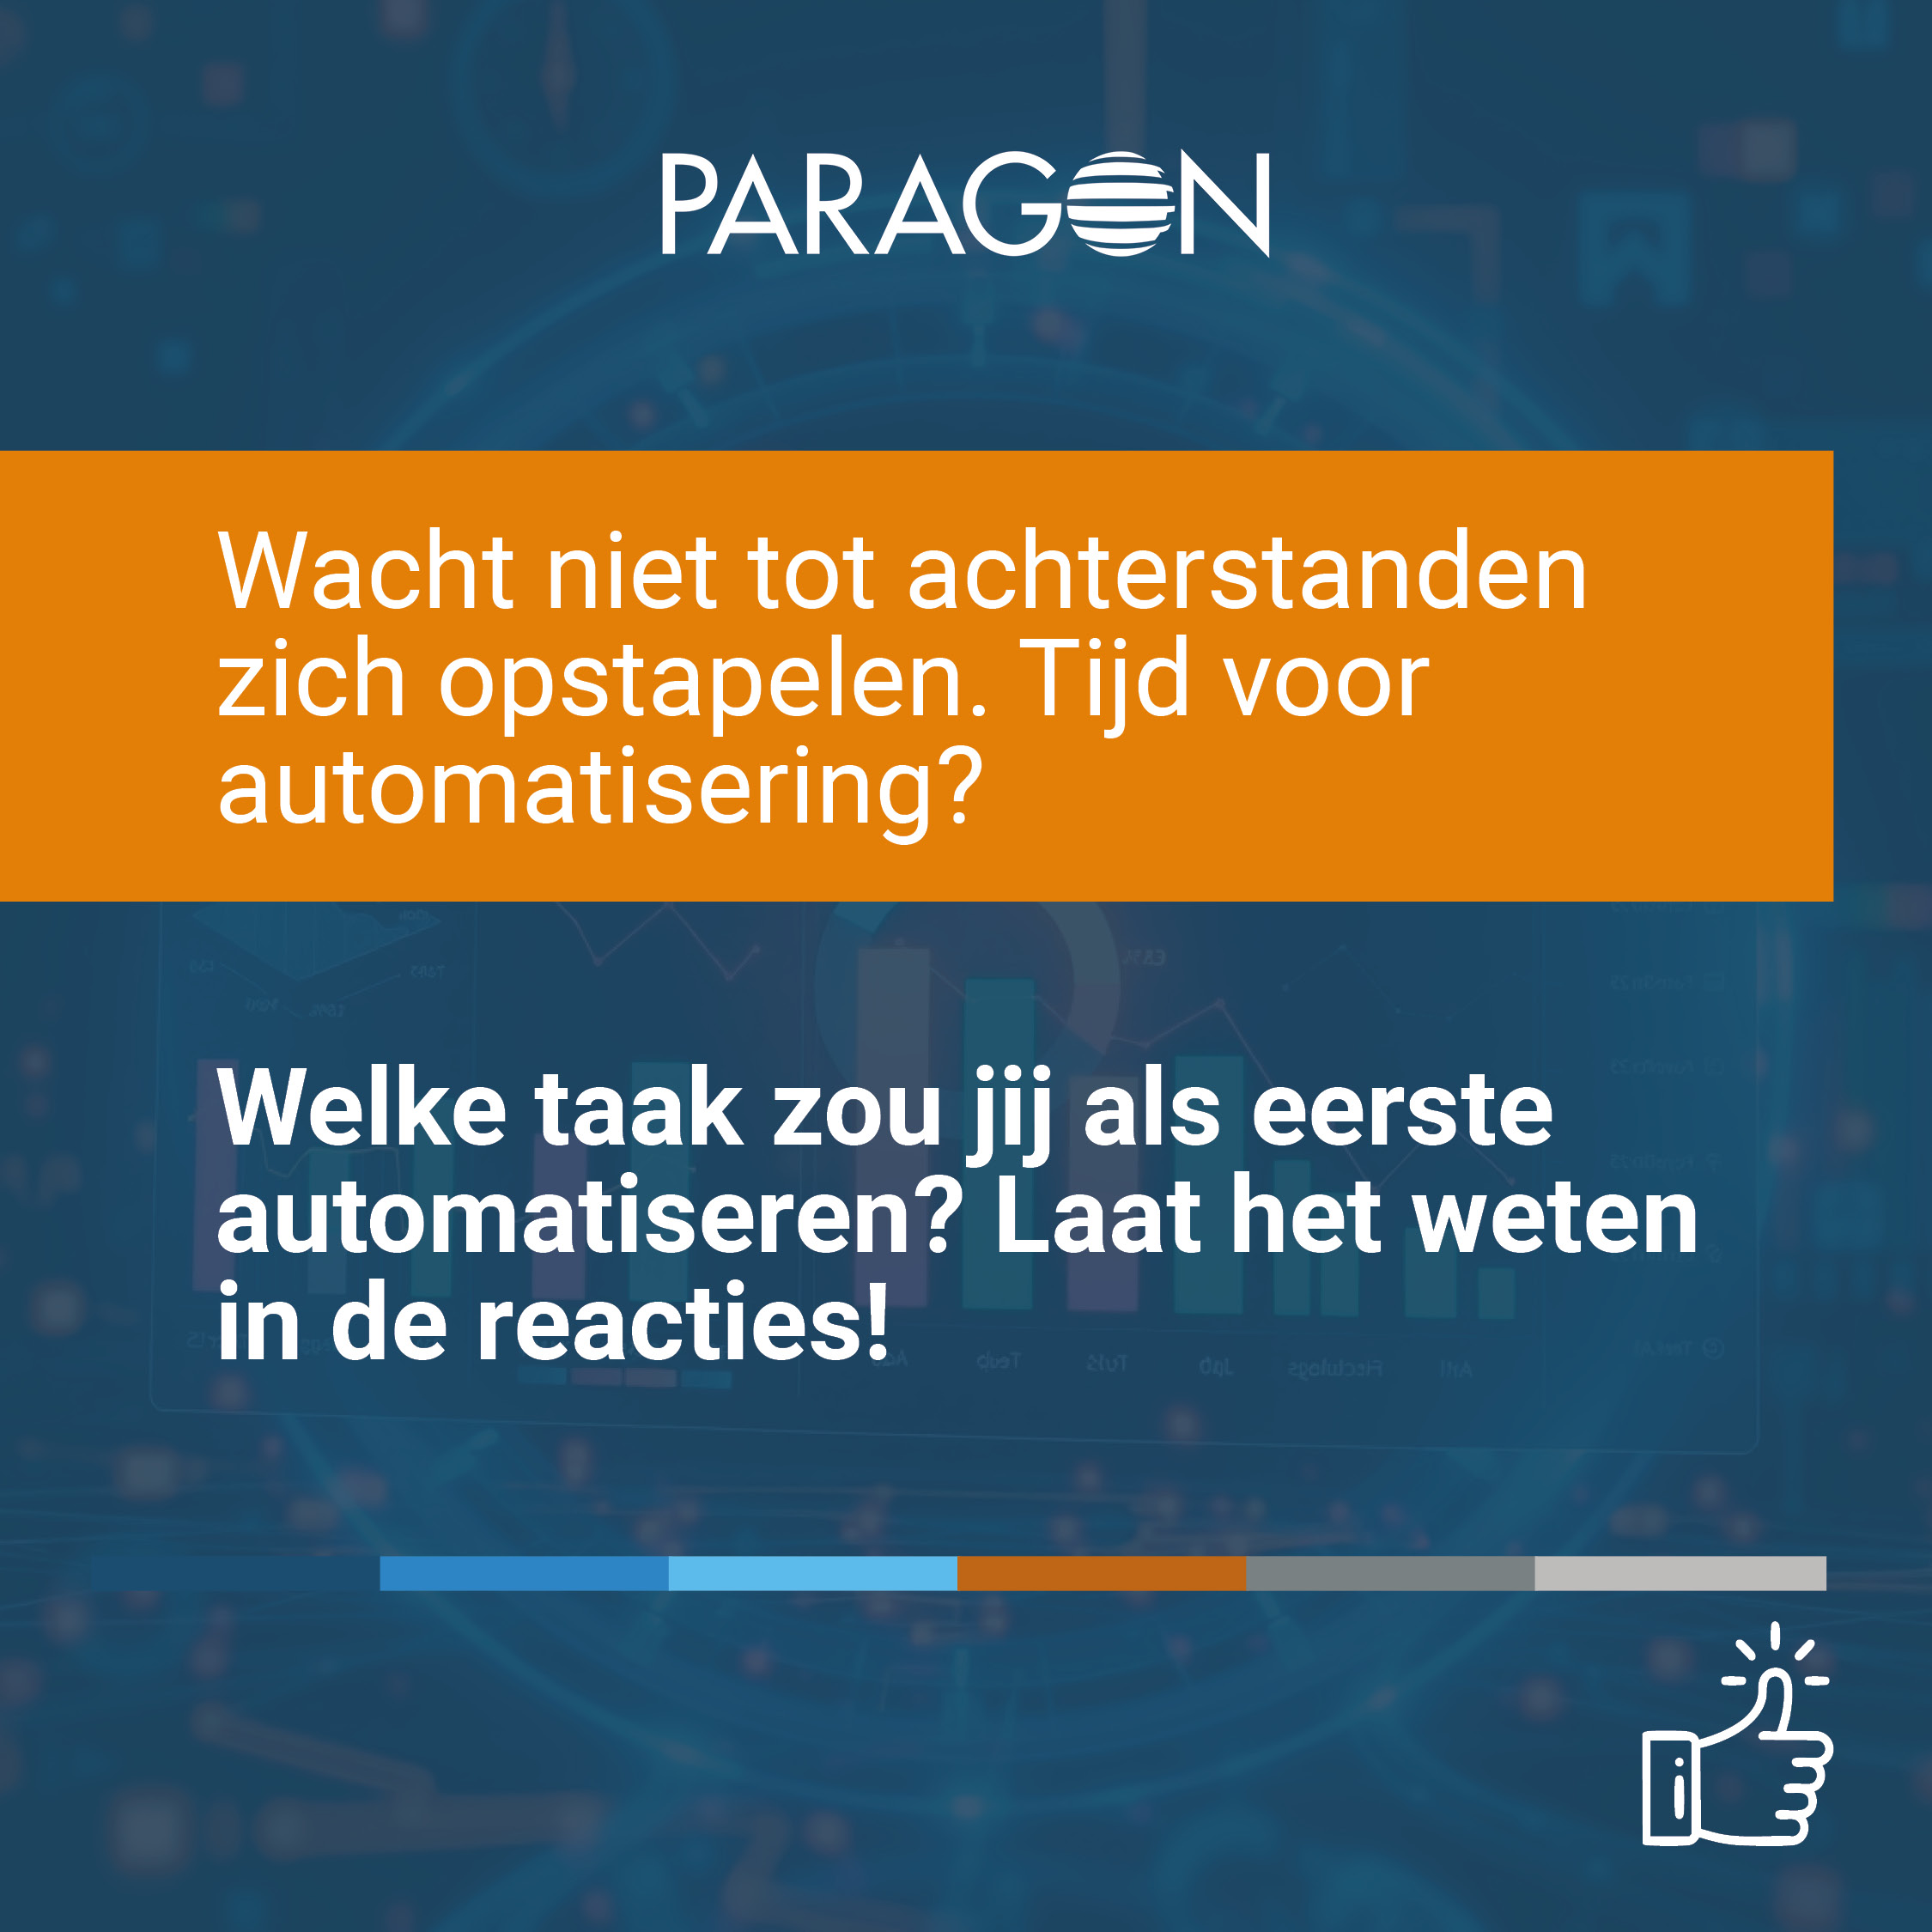 PARAGON
Wacht niet tot achterstanden
zich opstapelen. Tijd voor
automatisering?
Welke taak zou jij als eerste
automatiseren? Laat het weten
in de reacties!